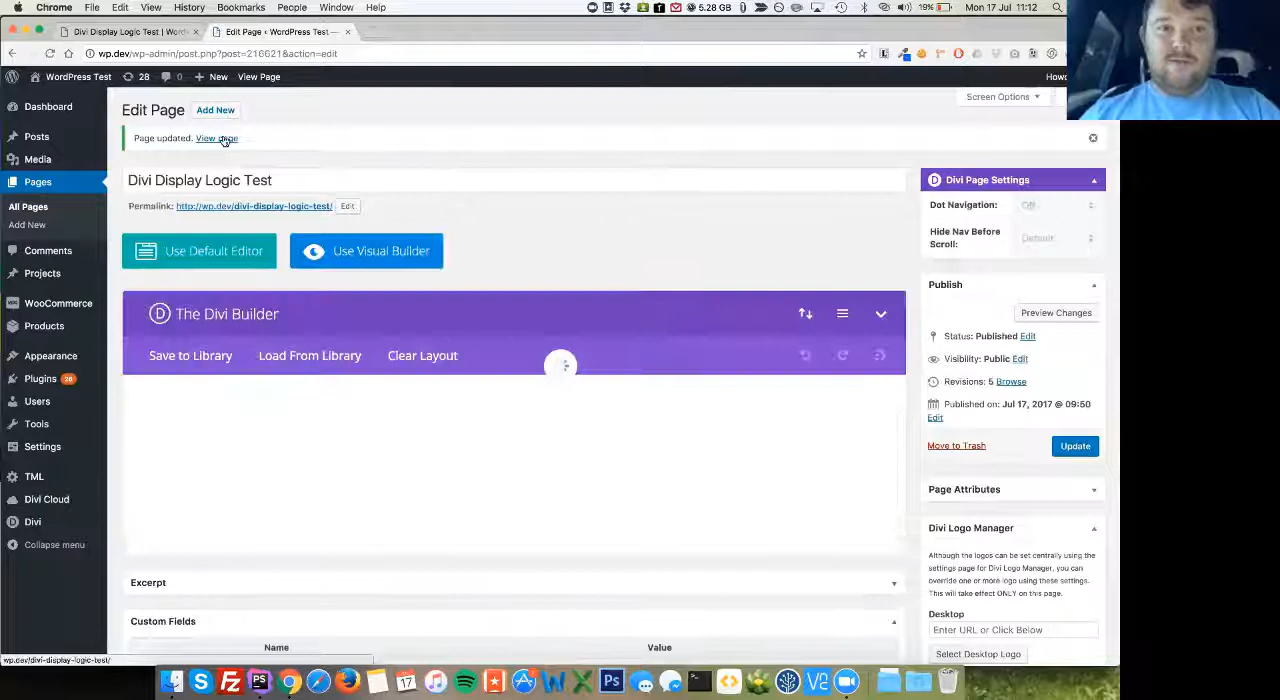 Chrome File Edit View History Bookmarks People Window Help 5.28 GB 19% Mon 17 Jul 11:12
Divi Display Logic Test | Word Edit Page ‹ WordPress Test —
wp.dev/wp-admin/post.php?post=216621&action=edit
WordPress Test 28 0 New View Page Howd
Screen Options
Dashboard
Posts
Media
Pages
All Pages
Add New
Comments
Projects
WooCommerce
Products
Appearance
Plugins 26
Users
Tools
Settings
TML
Divi Cloud
Divi
Collapse menu
Edit Page Add New
Page updated. View page
Divi Display Logic Test
Permalink: http://wp.dev/divi-display-logic-test/ Edit
Use Default Editor Use Visual Builder
D The Divi Builder
Save to Library Load From Library Clear Layout
Excerpt
Custom Fields
Name Value
D Divi Page Settings
Dot Navigation: Off
Hide Nav Before
Scroll: Default
Publish
Preview Changes
Status: Published Edit
Visibility: Public Edit
Revisions: 5 Browse
Published on: Jul 17, 2017 @ 09:50
Edit
Move to Trash Update
Page Attributes
Divi Logo Manager
Although the logos can be set centrally using the
settings page for Divi Logo Manager, you can
override one or more logo using these settings.
This will take effect ONLY on this page.
Desktop
Enter URL or Click Below
Select Desktop Logo
wp.dev/divi-display-logic-test/